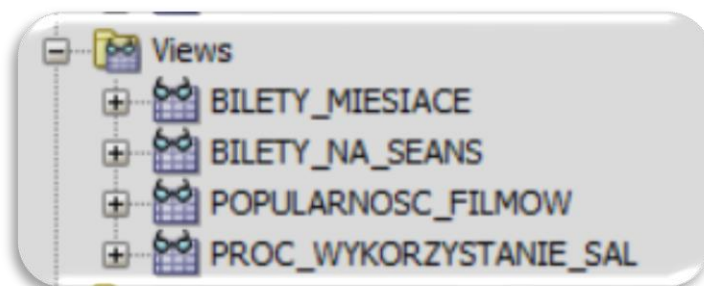 Views
BILETY_MIESIACE
BILETY_NA_SEANS
POPULARNOSC_FILMOW
PROC_WYKORZYSTANIE_SAL